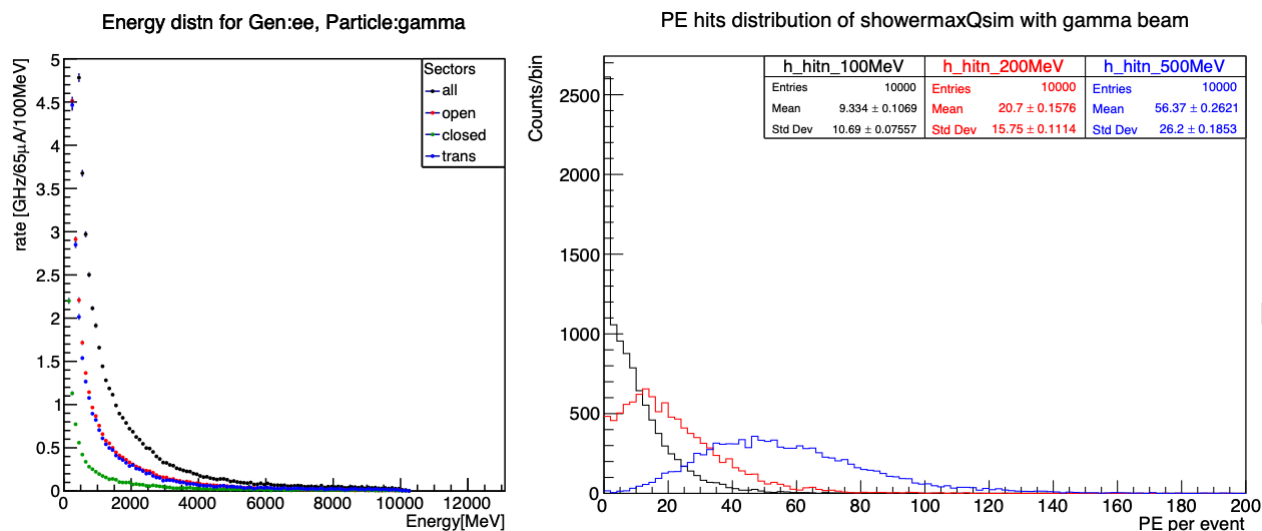 Energy distn for Gen:ee, Particle:gamma
rate [GHz/65μA/100MeV]
5
4.5
4
3.5
3
2.5
2
1.5
1
0.5
0
Sectors
all
open
closed
trans
0 2000 4000 6000 8000 10000 12000
Energy[MeV]
PE hits distribution of showermaxQsim with gamma beam
Counts/bin
2500
2000
1500
1000
500
0
h_hitn_100MeV
Entries 10000
Mean 9.334 ± 0.1069
Std Dev 10.69 ± 0.07557
h_hitn_200MeV
Entries 10000
Mean 20.7 ± 0.1576
Std Dev 15.75 ± 0.1114
h_hitn_500MeV
Entries 10000
Mean 56.37 ± 0.2621
Std Dev 26.2 ± 0.1853
0 20 40 60 80 100 120 140 160 180 200
PE per event